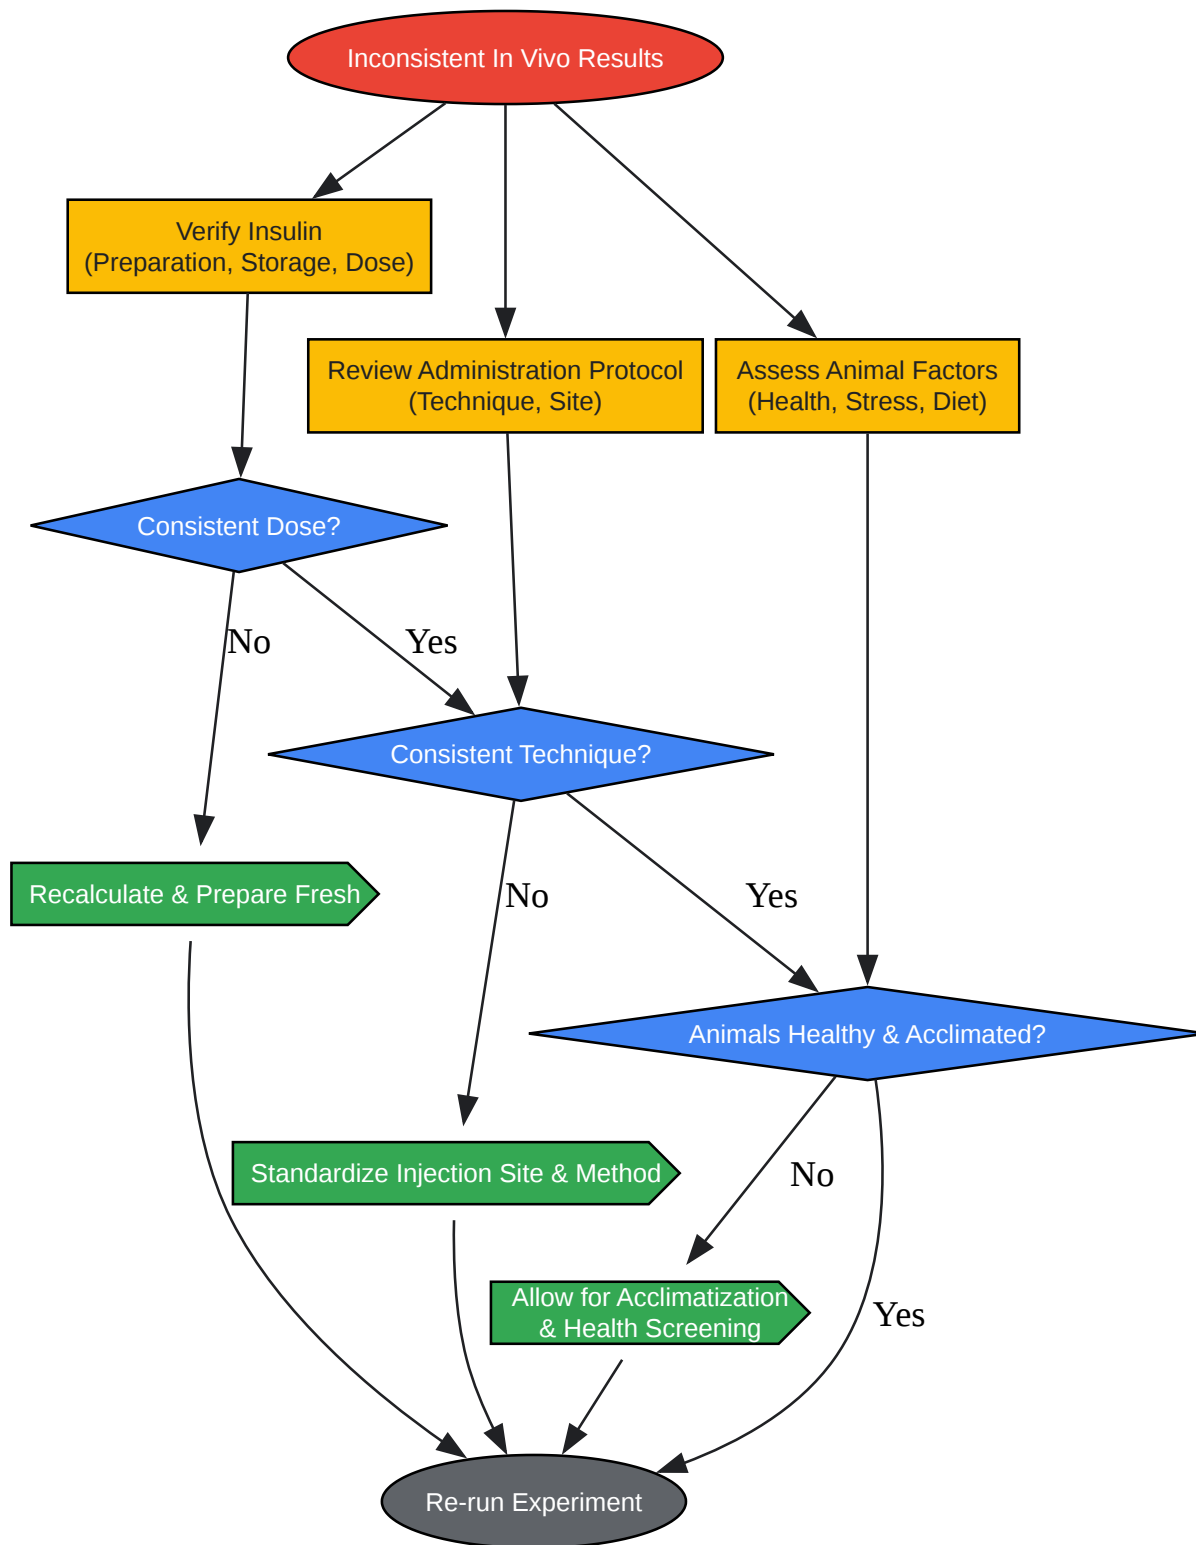 Inconsistent In Vivo Results
Verify Insulin
(Preparation, Storage, Dose)
Review Administration Protocol
(Technique, Site)
Assess Animal Factors
(Health, Stress, Diet)
Consistent Dose?
No
Yes
Consistent Technique?
Recalculate & Prepare Fresh
No
Yes
Animals Healthy & Acclimated?
Standardize Injection Site & Method
No
Allow for Acclimatization
& Health Screening
Yes
Re-run Experiment